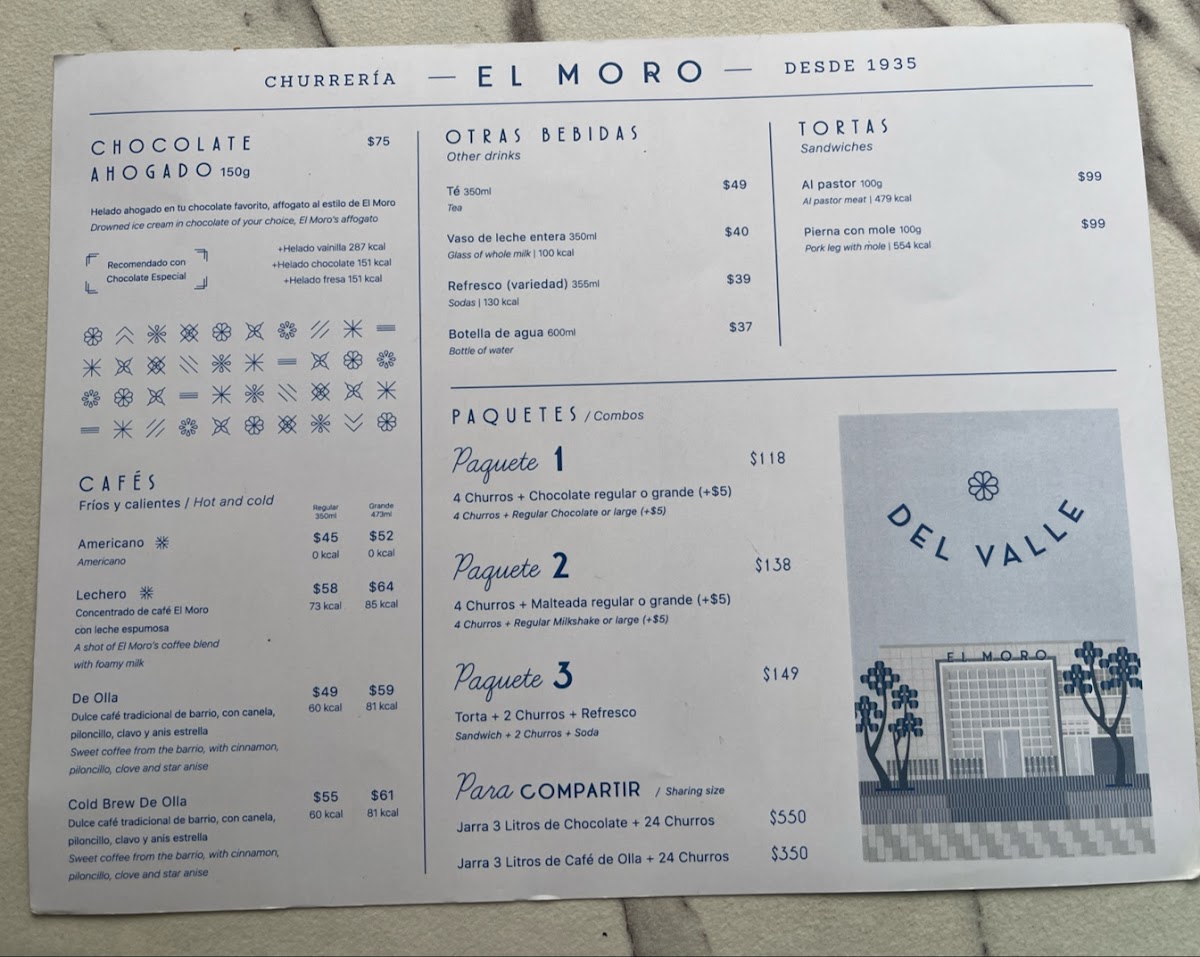 CHURRERÍA — EL MORO — DESDE 1935
CHOCOLATE $75
AHOGADO 150g
Helado ahogado en tu chocolate favorito, affogato al estilo de El Moro
Drowned ice cream in chocolate of your choice, El Moro's affogato
Recomendado con
Chocolate Especial
+Helado vainilla 287 kcal
+Helado chocolate 151 kcal
+Helado fresa 151 kcal
CAFÉS
Fríos y calientes / Hot and cold
Regular Grande
350ml 473ml
Americano $45 $52
Americano 0 kcal 0 kcal
Lechero $58 $64
Concentrado de café El Moro 73 kcal 85 kcal
con leche espumosa
A shot of El Moro's coffee blend
with foamy milk
De Olla $49 $59
Dulce café tradicional de barrio, con canela, 60 kcal 81 kcal
piloncillo, clavo y anis estrella
Sweet coffee from the barrio, with cinnamon,
piloncillo, clove and star anise
Cold Brew De Olla $55 $61
Dulce café tradicional de barrio, con canela, 60 kcal 81 kcal
piloncillo, clavo y anis estrella
Sweet coffee from the barrio, with cinnamon,
piloncillo, clove and star anise
OTRAS BEBIDAS
Other drinks
Té 350ml $49
Tea
Vaso de leche entera 350ml $40
Glass of whole milk | 100 kcal
Refresco (variedad) 355ml $39
Sodas | 130 kcal
Botella de agua 600ml $37
Bottle of water
TORTAS
Sandwiches
Al pastor 100g $99
Al pastor meat | 479 kcal
Pierna con mole 100g $99
Pork leg with mole | 554 kcal
PAQUETES / Combos
Paquete 1 $118
4 Churros + Chocolate regular o grande (+$5)
4 Churros + Regular Chocolate or large (+$5)
Paquete 2 $138
4 Churros + Malteada regular o grande (+$5)
4 Churros + Regular Milkshake or large (+$5)
Paquete 3 $149
Torta + 2 Churros + Refresco
Sandwich + 2 Churros + Soda
Para COMPARTIR / Sharing size
Jarra 3 Litros de Chocolate + 24 Churros $550
Jarra 3 Litros de Café de Olla + 24 Churros $350
DEL VALLE
EL MORO